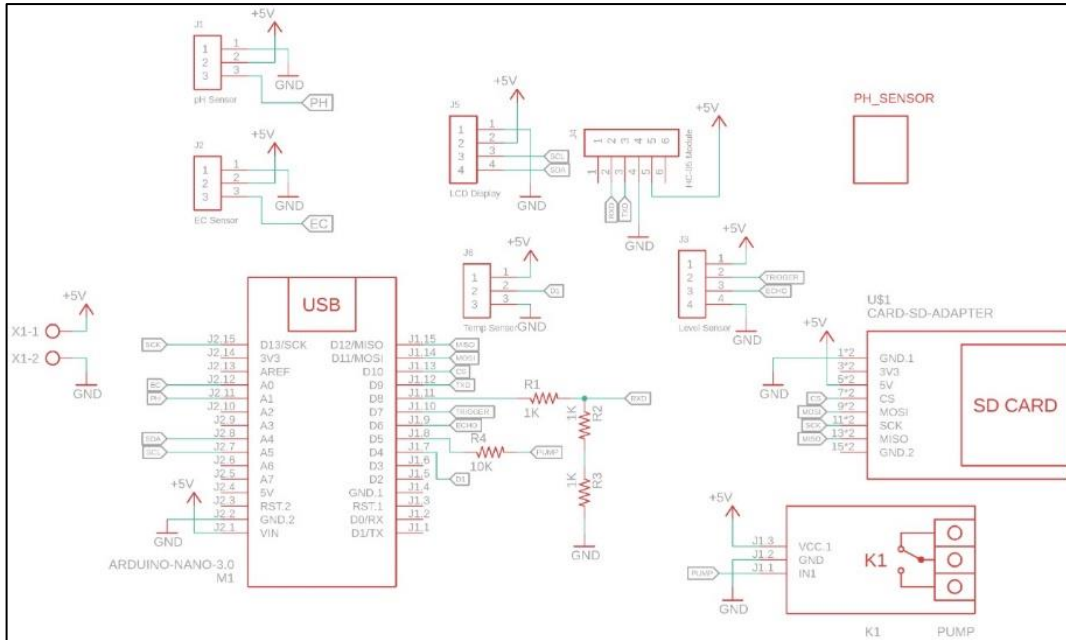 J1
+5V
1
2
3
1
2
3
GND
PH
pH Sensor
J2
+5V
1
2
3
1
2
3
GND
EC
EC Sensor
J5
+5V
1
2
3
4
1
2
3
4
SCL
SDA
LCD Display
GND
J4
1 2 3 4 5 6
1 2 3 4 5 6
HC-05 Module
+5V
RXD
TXD
GND
PH_SENSOR
J6
+5V
1
2
3
1
2
3
D1
Temp Sensor
GND
J3
+5V
1
2
3
4
1
2
3
4
TRIGGER
ECHO
Level Sensor
GND
+5V
X1-1
X1-2
GND
USB
SCK J2.15 D13/SCK D12/MISO J1.15 MISO
J2.14 3V3 D11/MOSI J1.14 MOSI
J2.13 AREF D10 J1.13 CS
EC J2.12 A0 D9 J1.12 TXD
PH J2.11 A1 D8 J1.11
J2.10 A2 D7 J1.10 TRIGGER
J2.9 A3 D6 J1.9 ECHO
SDA J2.8 A4 D5 J1.8
SCL J2.7 A5 D4 J1.7
J2.6 A6 D3 J1.6
J2.5 A7 D2 J1.5 D1
J2.4 5V GND.1 J1.4
J2.3 RST.2 RST.1 J1.3
J2.2 GND.2 D0/RX J1.2
J2.1 VIN D1/TX J1.1
+5V
GND
ARDUINO-NANO-3.0
M1
R1
1K
1K
R2
RXD
R4
10K
PUMP
1K
R3
GND
U$1
CARD-SD-ADAPTER
+5V
GND
1*2 GND.1
3*2 3V3
5*2 5V
CS 7*2 CS
MOSI 9*2 MOSI
SCK 11*2 SCK
MISO 13*2 MISO
15*2 GND.2
SD CARD
+5V
J1.3 VCC.1
J1.2 GND
PUMP J1.1 IN1
GND
K1
K1 PUMP